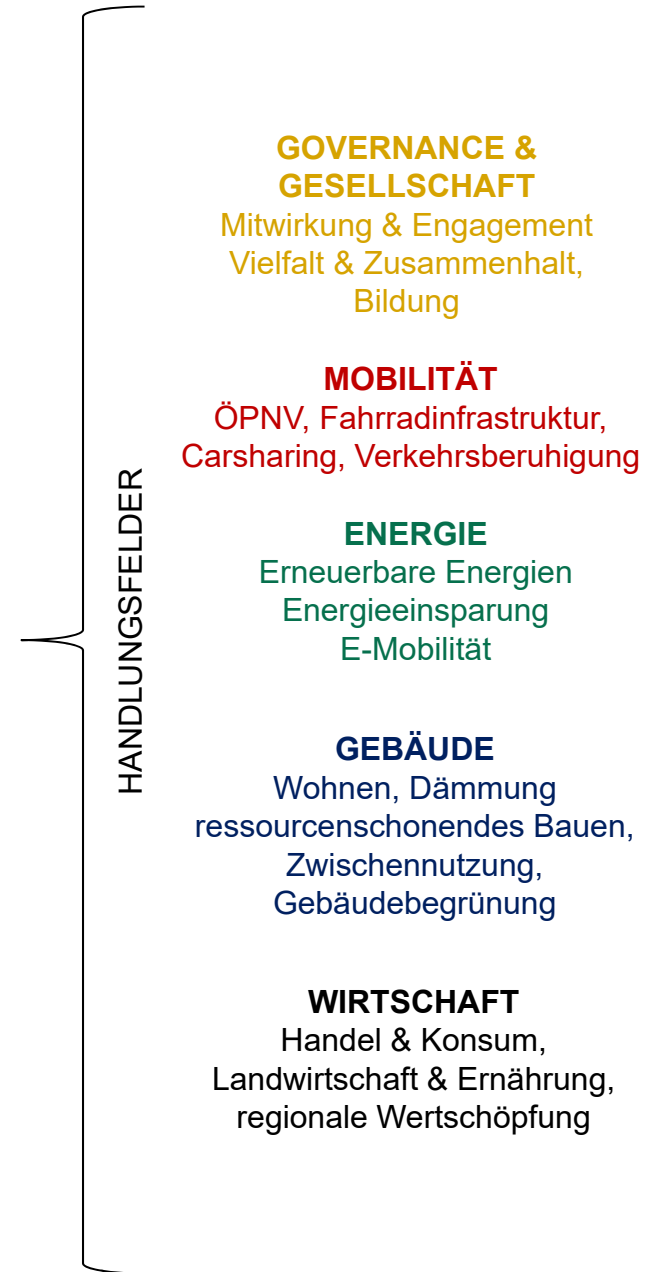 HANDLUNGSFELDER
GOVERNANCE &
GESELLSCHAFT
Mitwirkung & Engagement
Vielfalt & Zusammenhalt,
Bildung
MOBILITÄT
ÖPNV, Fahrradinfrastruktur,
Carsharing, Verkehrsberuhigung
ENERGIE
Erneuerbare Energien
Energieeinsparung
E-Mobilität
GEBÄUDE
Wohnen, Dämmung
ressourcenschonendes Bauen,
Zwischennutzung,
Gebäudebegrünung
WIRTSCHAFT
Handel & Konsum,
Landwirtschaft & Ernährung,
regionale Wertschöpfung